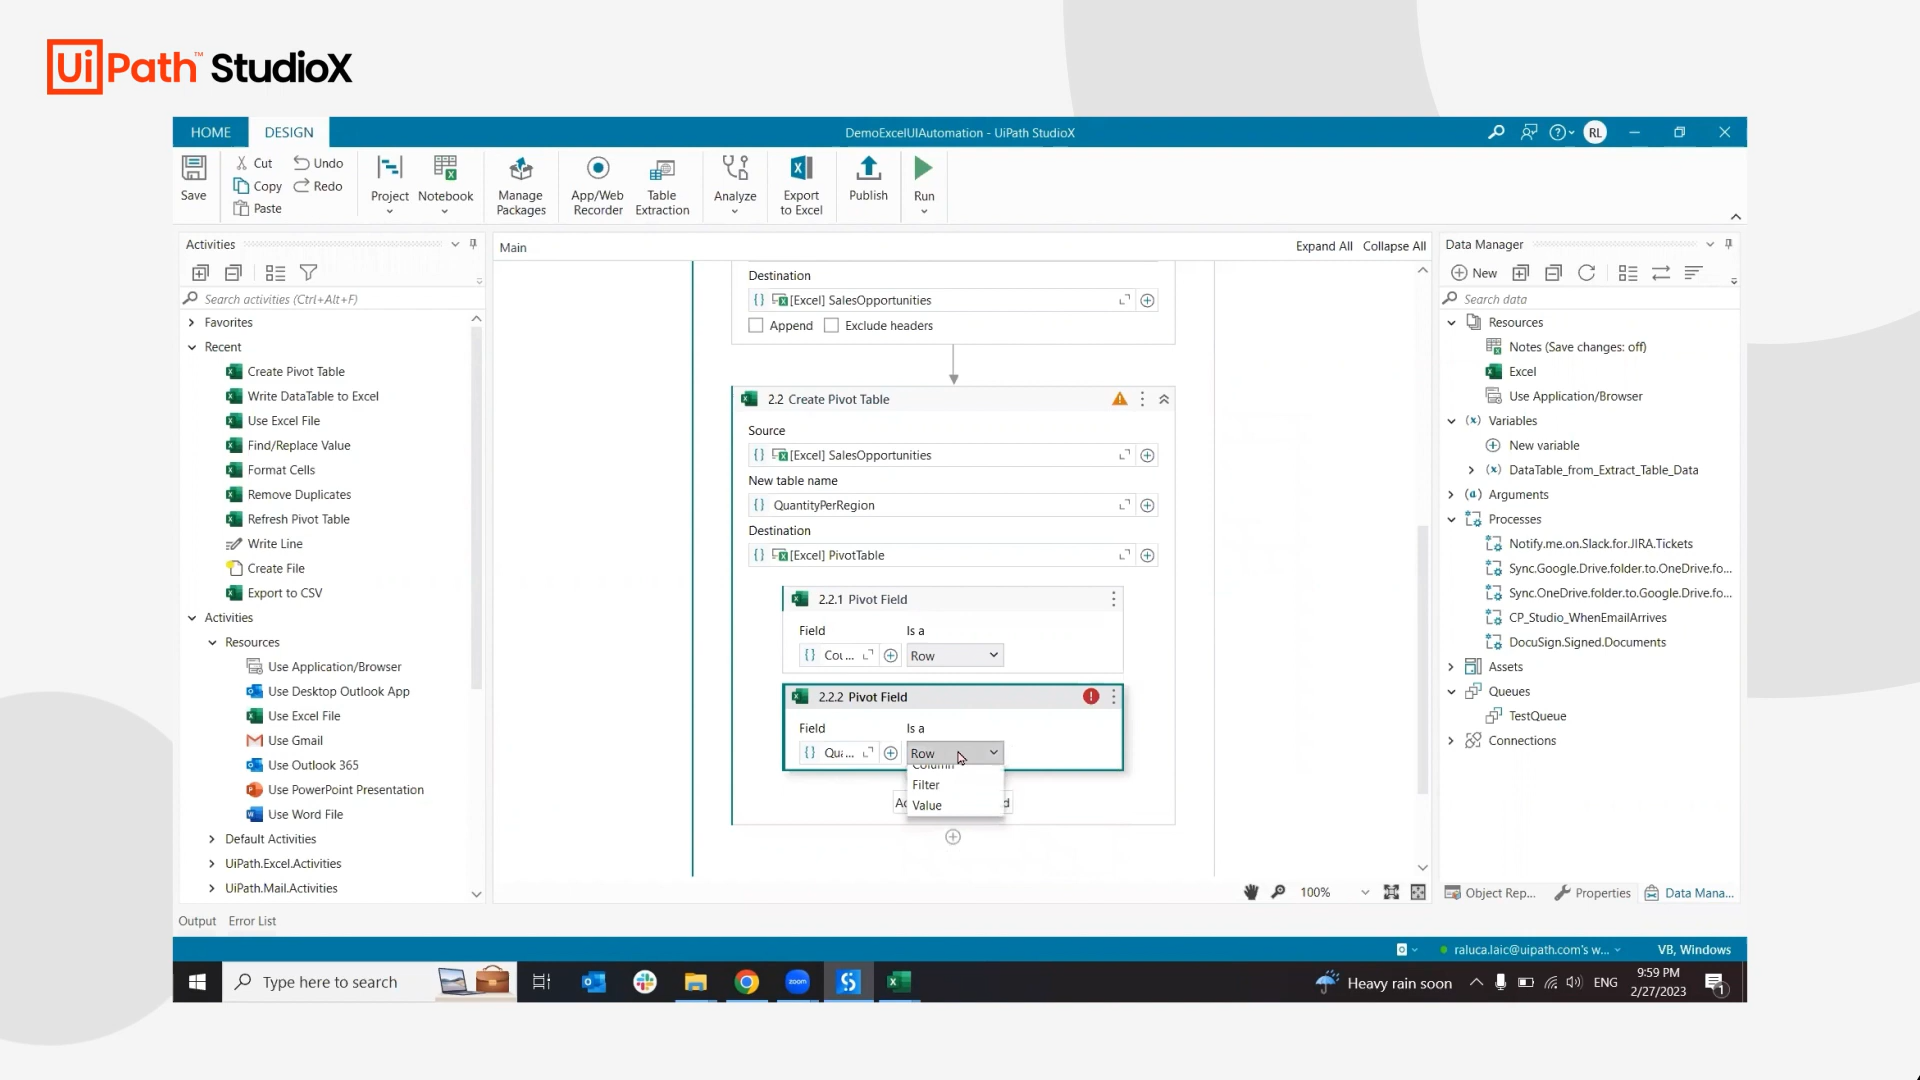 UiPath™ StudioX
HOME DESIGN DemoExcelUIAutomation - UiPath StudioX RL
Save
Cut
Copy
Paste
Undo
Redo
Project Notebook
Manage Packages
App/Web Recorder
Table Extraction
Analyze
Export to Excel
Publish
Run
Activities
Search activities (Ctrl+Alt+F)
Favorites
Recent
Create Pivot Table
Write DataTable to Excel
Use Excel File
Find/Replace Value
Format Cells
Remove Duplicates
Refresh Pivot Table
Write Line
Create File
Export to CSV
Activities
Resources
Use Application/Browser
Use Desktop Outlook App
Use Excel File
Use Gmail
Use Outlook 365
Use PowerPoint Presentation
Use Word File
Default Activities
UiPath.Excel.Activities
UiPath.Mail.Activities
Output Error List
Main Expand All Collapse All
Destination
[Excel] SalesOpportunities
Append Exclude headers
2.2 Create Pivot Table
Source
[Excel] SalesOpportunities
New table name
QuantityPerRegion
Destination
[Excel] PivotTable
2.2.1 Pivot Field
Field Is a
Cou... Row
2.2.2 Pivot Field
Field Is a
Qua... Row
Column
Filter
Value
100%
Data Manager
New
Search data
Resources
Notes (Save changes: off)
Excel
Use Application/Browser
Variables
New variable
DataTable_from_Extract_Table_Data
Arguments
Processes
Notify.me.on.Slack.for.JIRA.Tickets
Sync.Google.Drive.folder.to.OneDrive.fo...
Sync.OneDrive.folder.to.Google.Drive.fo...
CP_Studio_WhenEmailArrives
DocuSign.Signed.Documents
Assets
Queues
TestQueue
Connections
Object Rep... Properties Data Mana...
raluca.laic@uipath.com's w... VB, Windows
Type here to search
zoom
Heavy rain soon
ENG
9:59 PM
2/27/2023
1